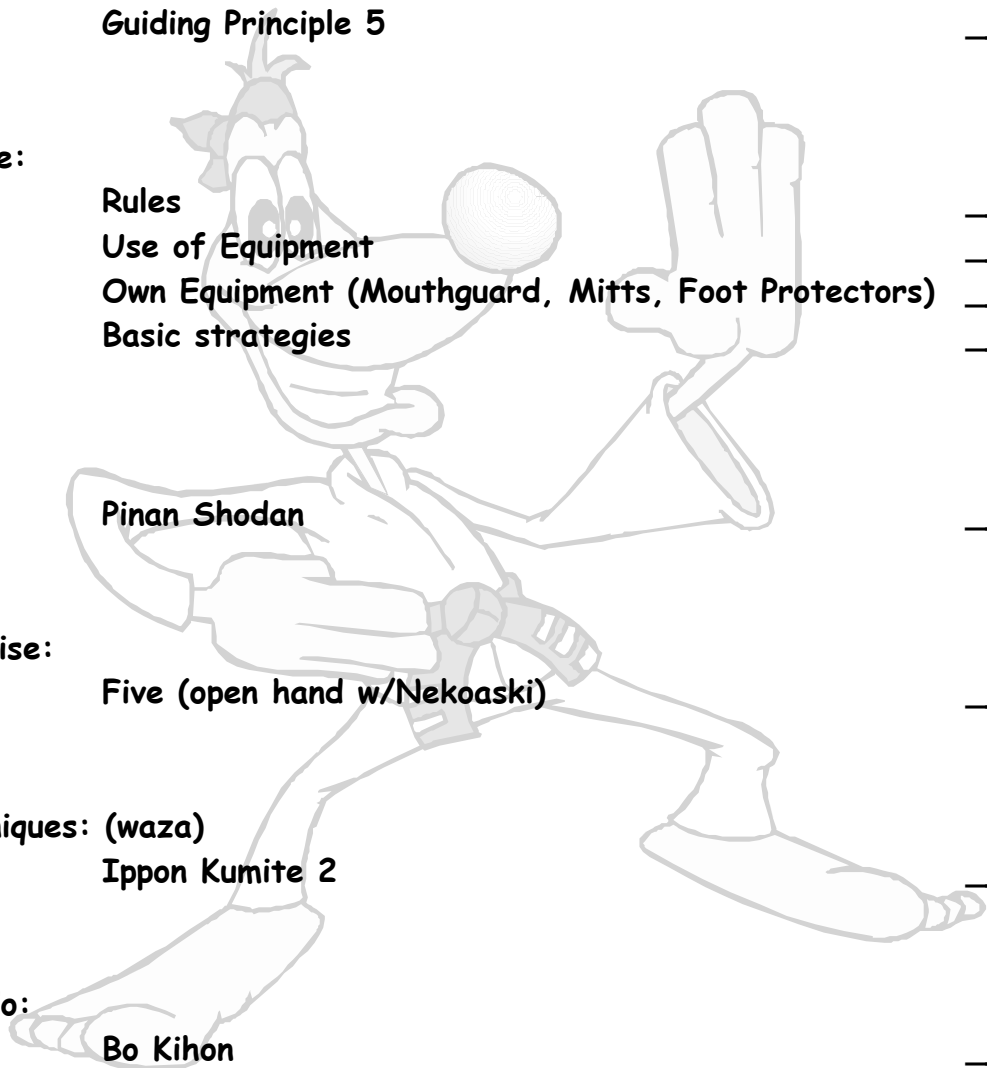 Guiding Principle 5 _
e:
Rules _
Use of Equipment _
Own Equipment (Mouthguard, Mitts, Foot Protectors) _
Basic strategies _
Pinan Shodan _
ise:
Five (open hand w/Nekoaski) _
iques: (waza)
Ippon Kumite 2 _
o:
Bo Kihon _